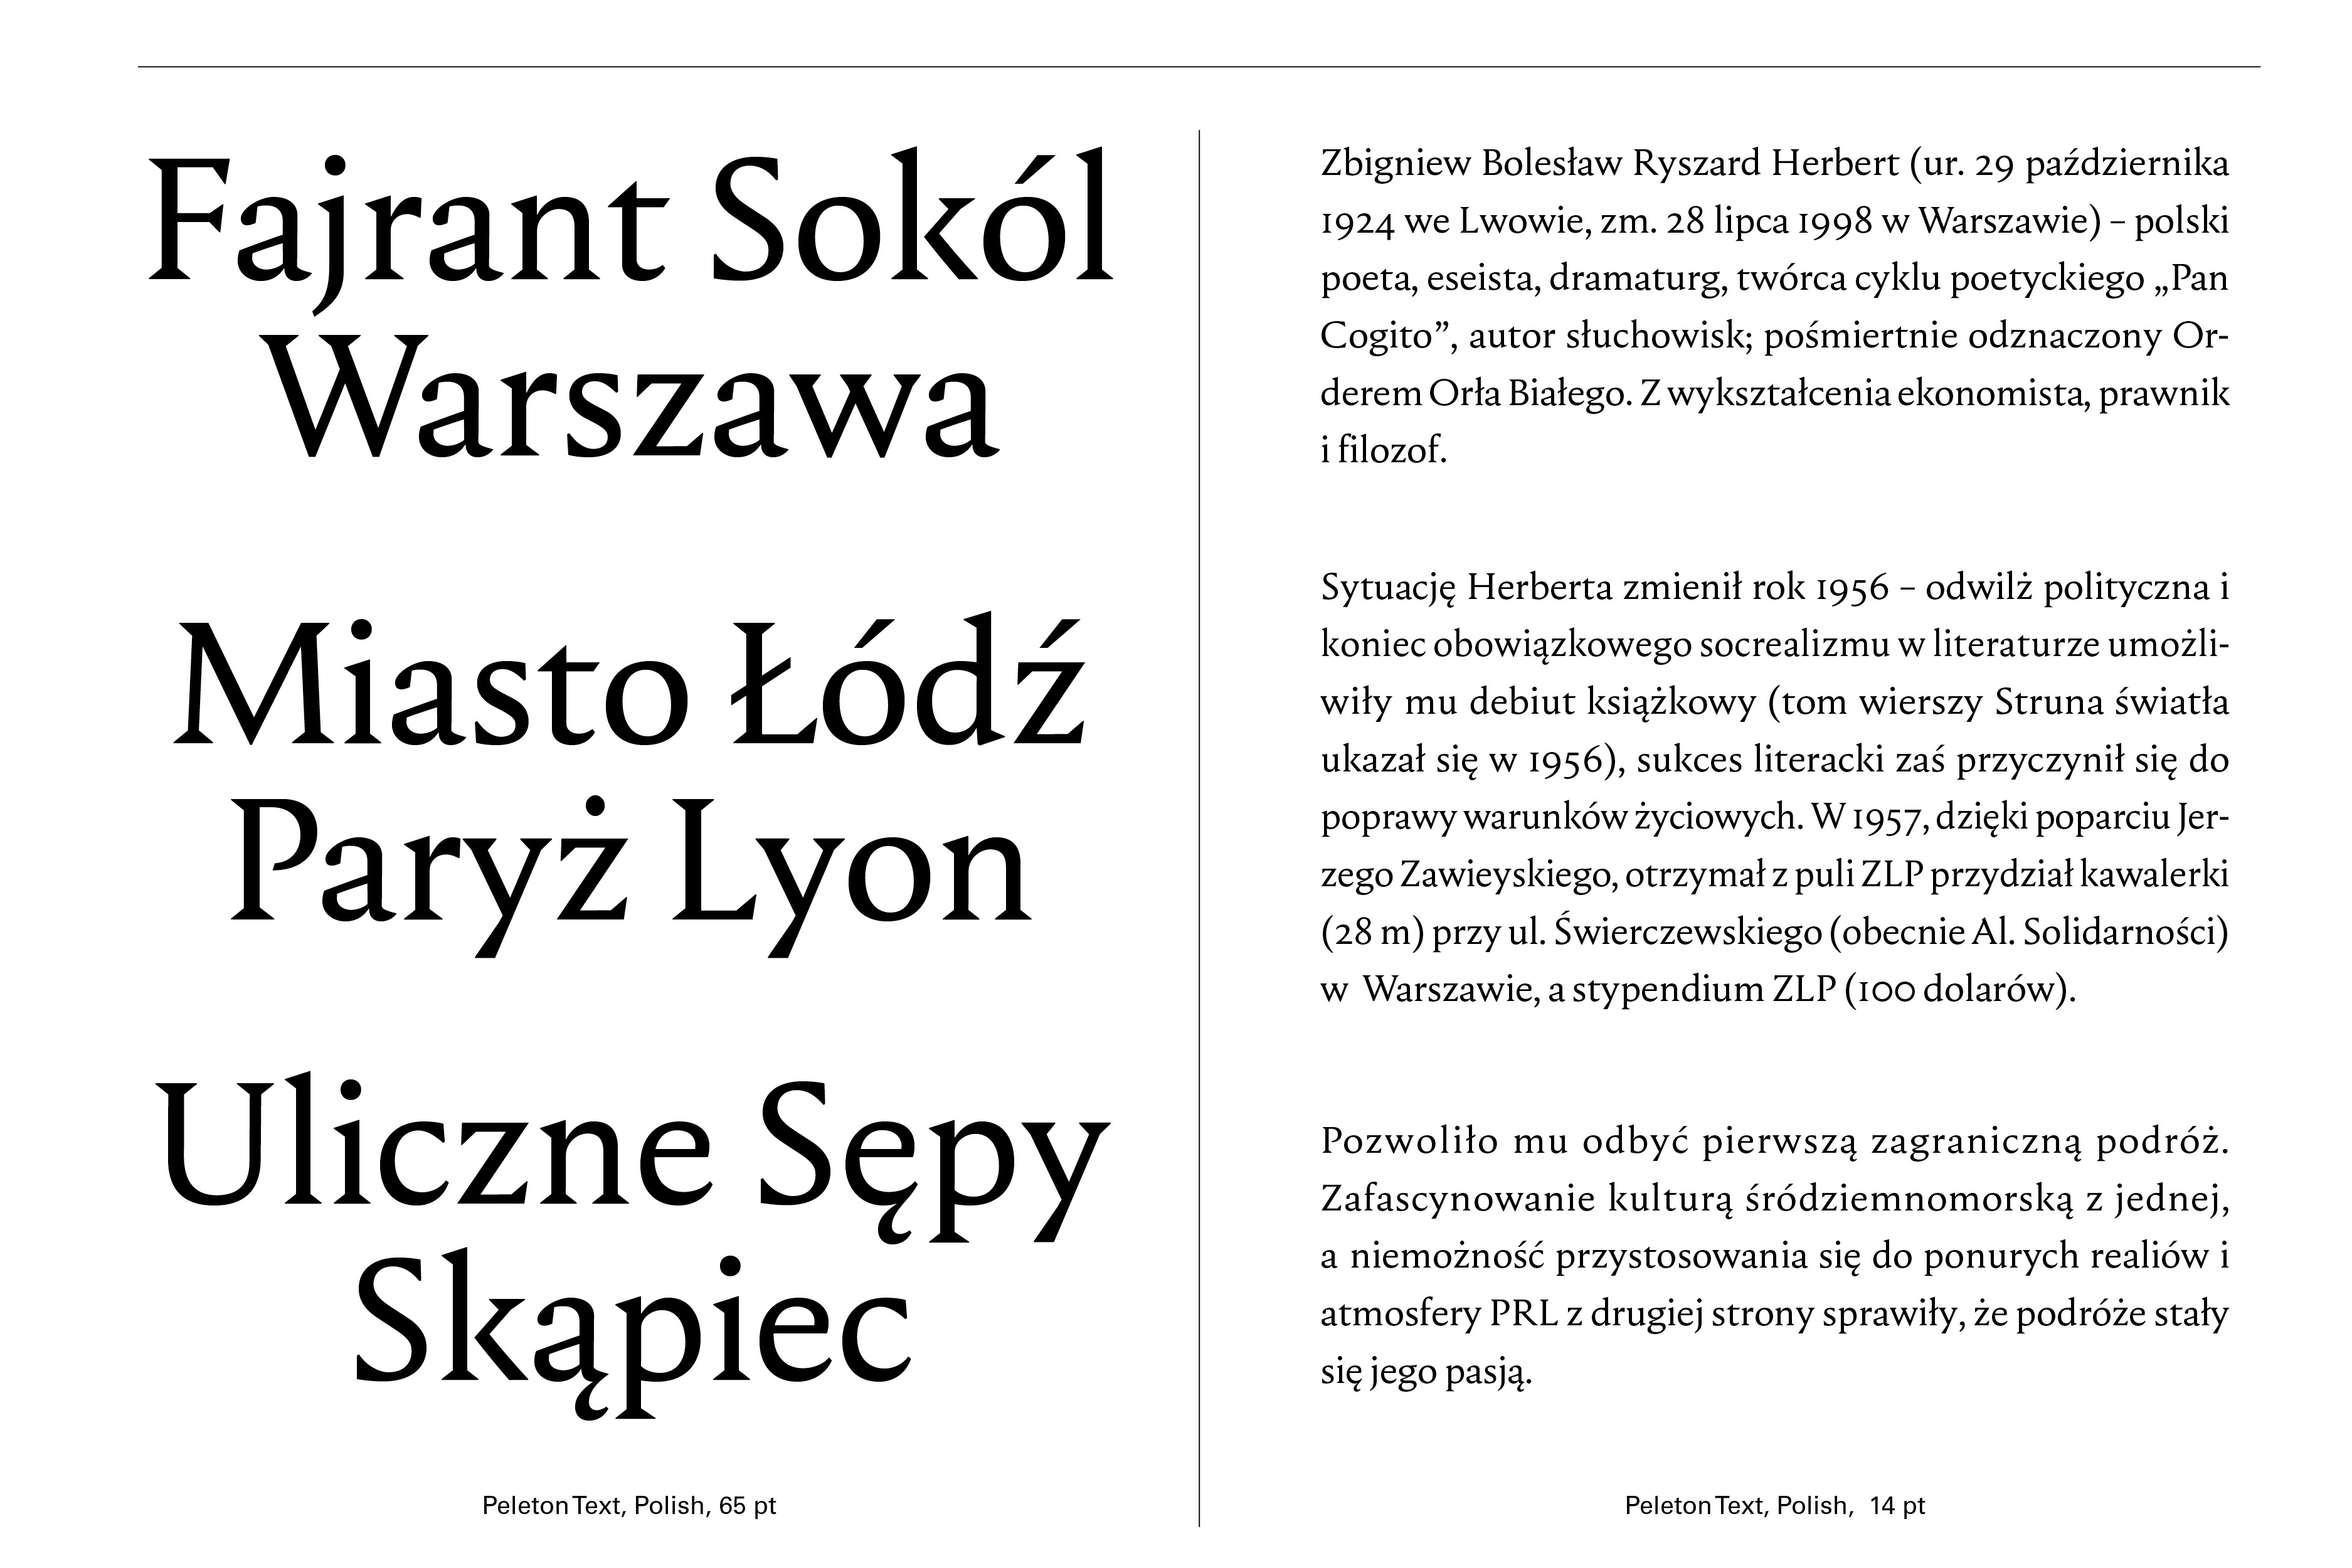 Fajrant Sokól
Warszawa
Miasto Łódź
Paryż Lyon
Uliczne Sępy
Skąpiec
Peleton Text, Polish, 65 pt
Zbigniew Bolesław Ryszard Herbert (ur. 29 października
1924 we Lwowie, zm. 28 lipca 1998 w Warszawie) – polski
poeta, eseista, dramaturg, twórca cyklu poetyckiego „Pan
Cogito”, autor słuchowisk; pośmiertnie odznaczony Or-
derem Orła Białego. Z wykształcenia ekonomista, prawnik
i filozof.
Sytuację Herberta zmienił rok 1956 – odwilż polityczna i
koniec obowiązkowego socrealizmu w literaturze umożli-
wiły mu debiut książkowy (tom wierszy Struna światła
ukazał się w 1956), sukces literacki zaś przyczynił się do
poprawy warunków życiowych. W 1957, dzięki poparciu Jer-
zego Zawieyskiego, otrzymał z puli ZLP przydział kawalerki
(28 m) przy ul. Świerczewskiego (obecnie Al. Solidarności)
w Warszawie, a stypendium ZLP (100 dolarów).
Pozwoliło mu odbyć pierwszą zagraniczną podróż.
Zafascynowanie kulturą śródziemnomorską z jednej,
a niemożność przystosowania się do ponurych realiów i
atmosfery PRL z drugiej strony sprawiły, że podróże stały
się jego pasją.
Peleton Text, Polish, 14 pt